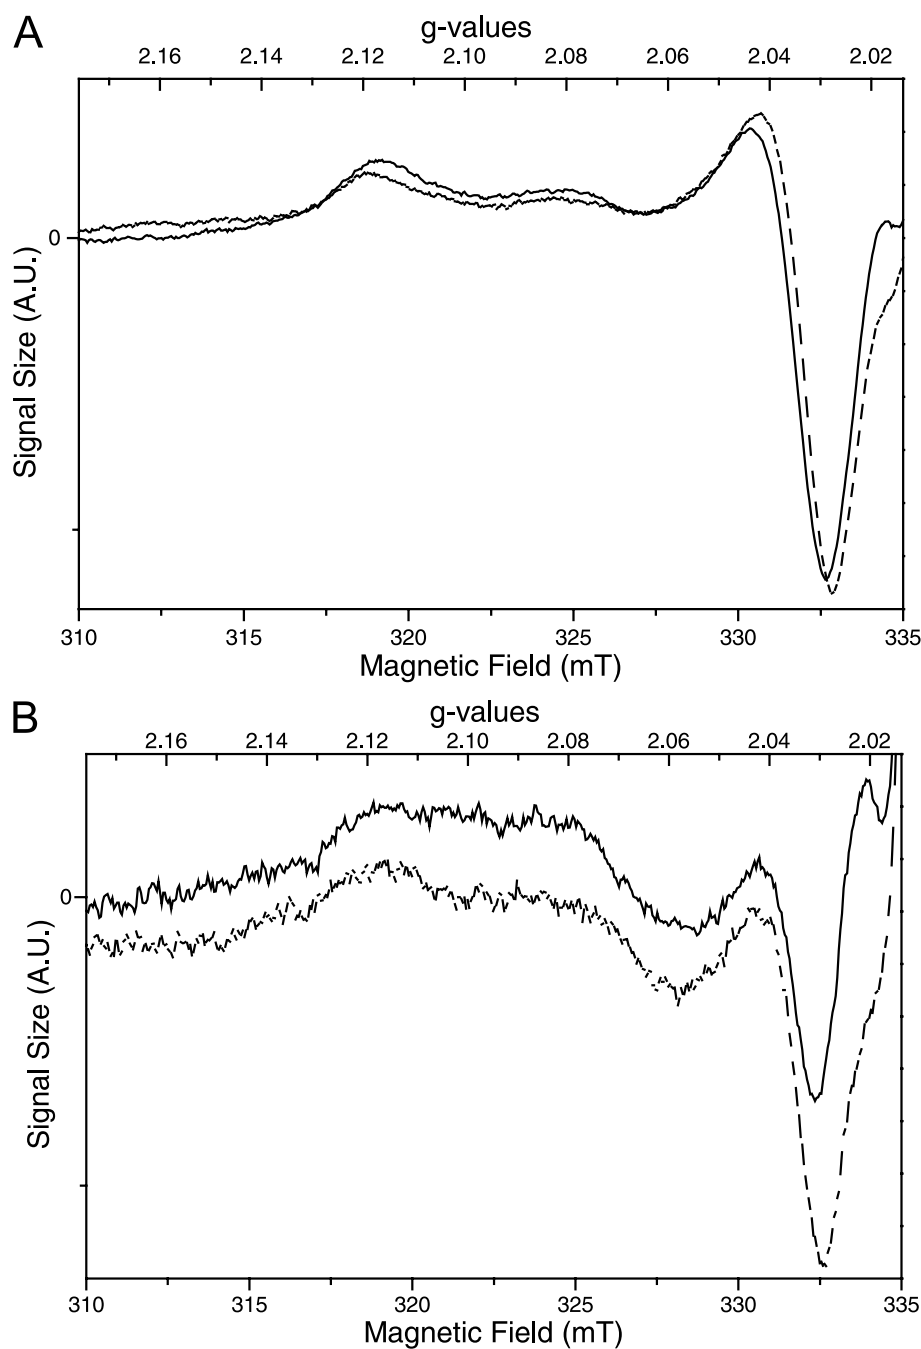 A
g-values
2.16 2.14 2.12 2.10 2.08 2.06 2.04 2.02
0
Signal Size (A.U.)
310 315 320 325 330 335
Magnetic Field (mT)
B
g-values
2.16 2.14 2.12 2.10 2.08 2.06 2.04 2.02
0
Signal Size (A.U.)
310 315 320 325 330 335
Magnetic Field (mT)